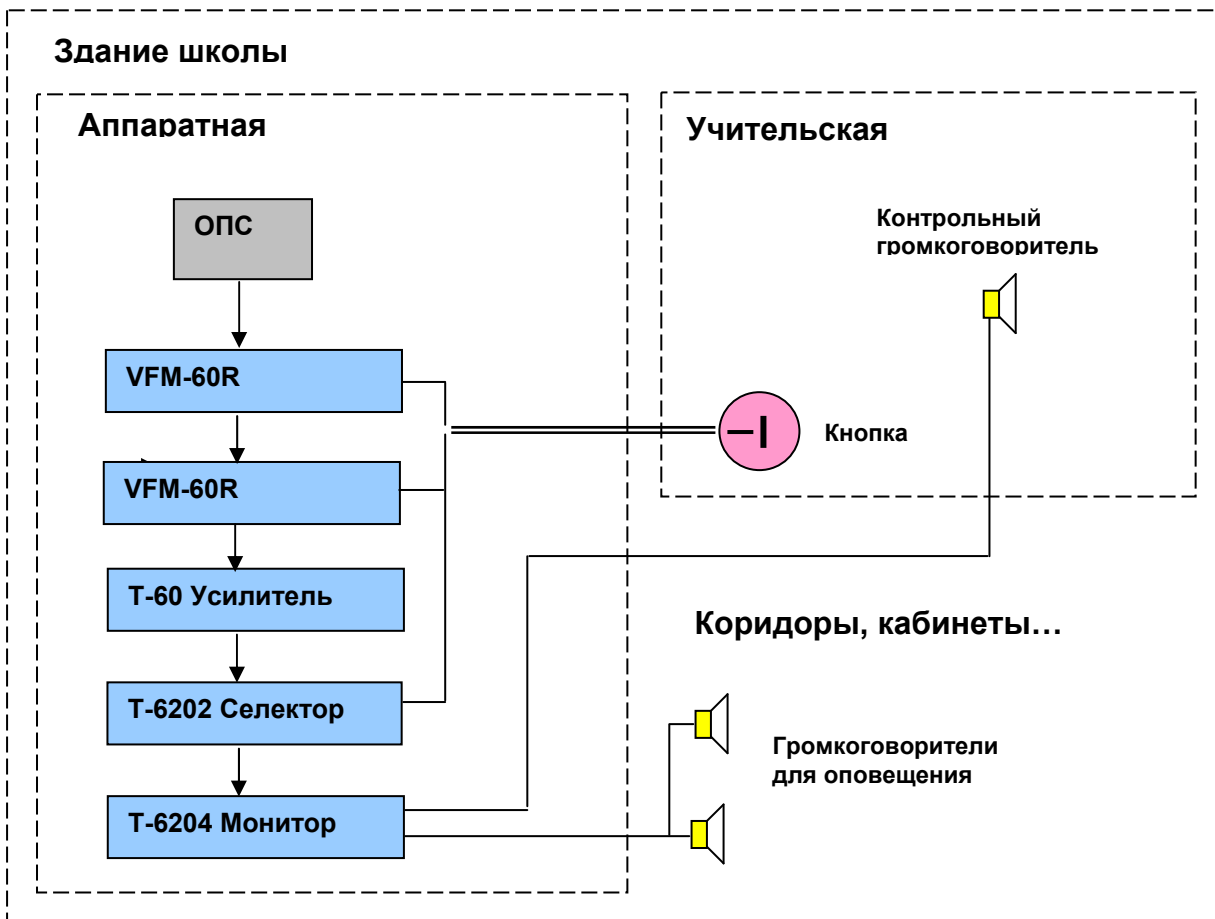 Здание школы
Аппаратная
Учительская
ОПС
Контрольный
громкоговоритель
VFM-60R
Кнопка
VFM-60R
T-60 Усилитель
Коридоры, кабинеты…
T-6202 Селектор
Громкоговорители
для оповещения
T-6204 Монитор